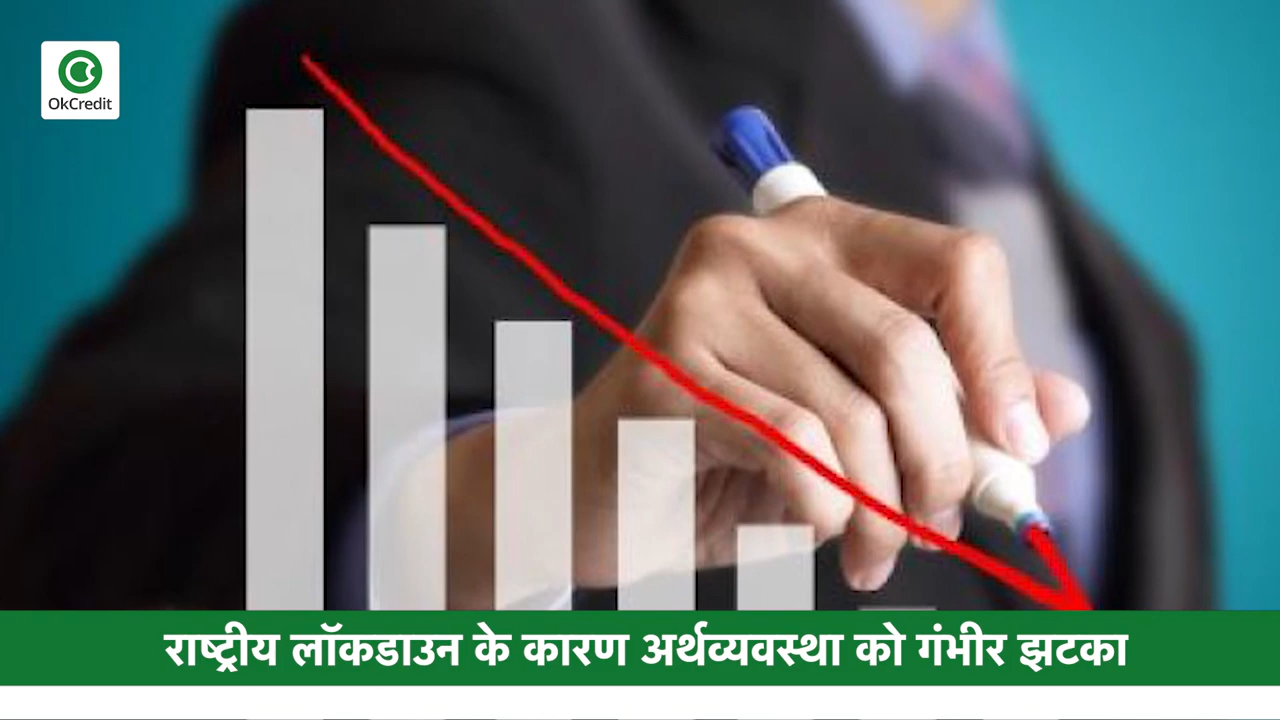 OkCredit
राष्ट्रीय लॉकडाउन के कारण अर्थव्यवस्था को गंभीर झटका